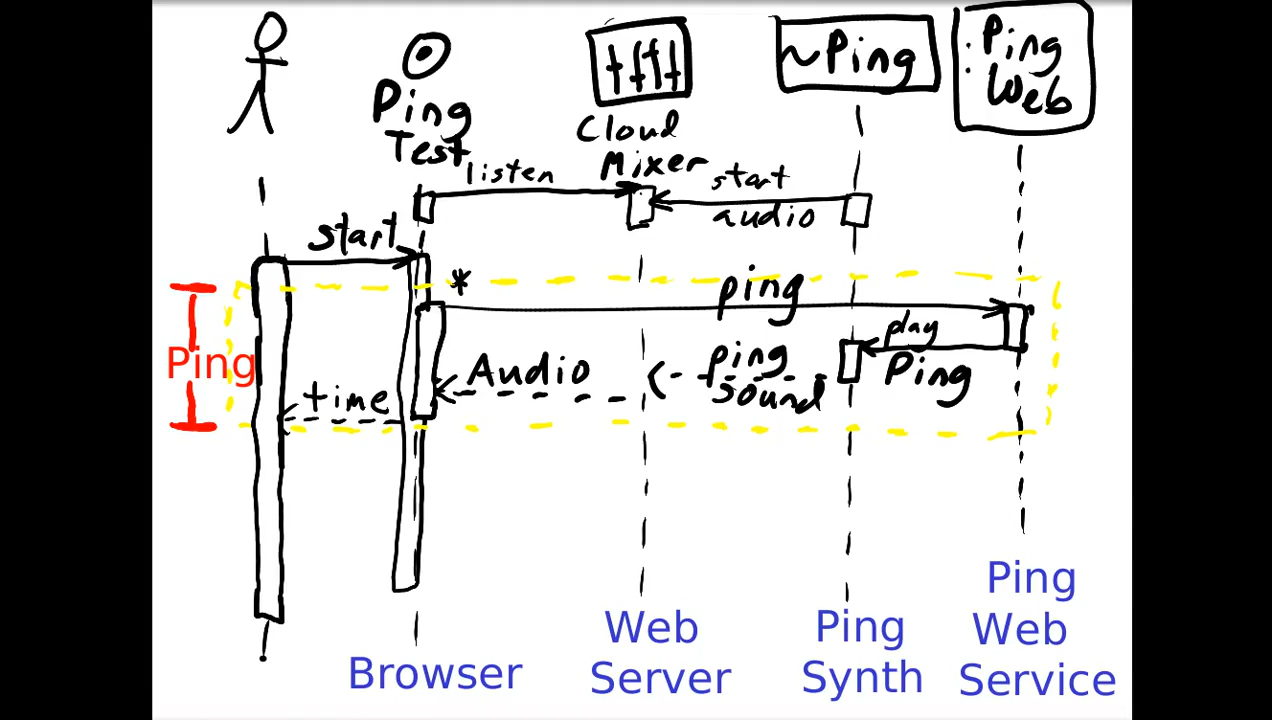 Ping
Test
Cloud
Mixer
~Ping
: Ping
Web
listen
start
audio
start
*
ping
play
Ping
Ping
Audio
ping
sound
time
Browser
Web
Server
Ping
Synth
Ping
Web
Service